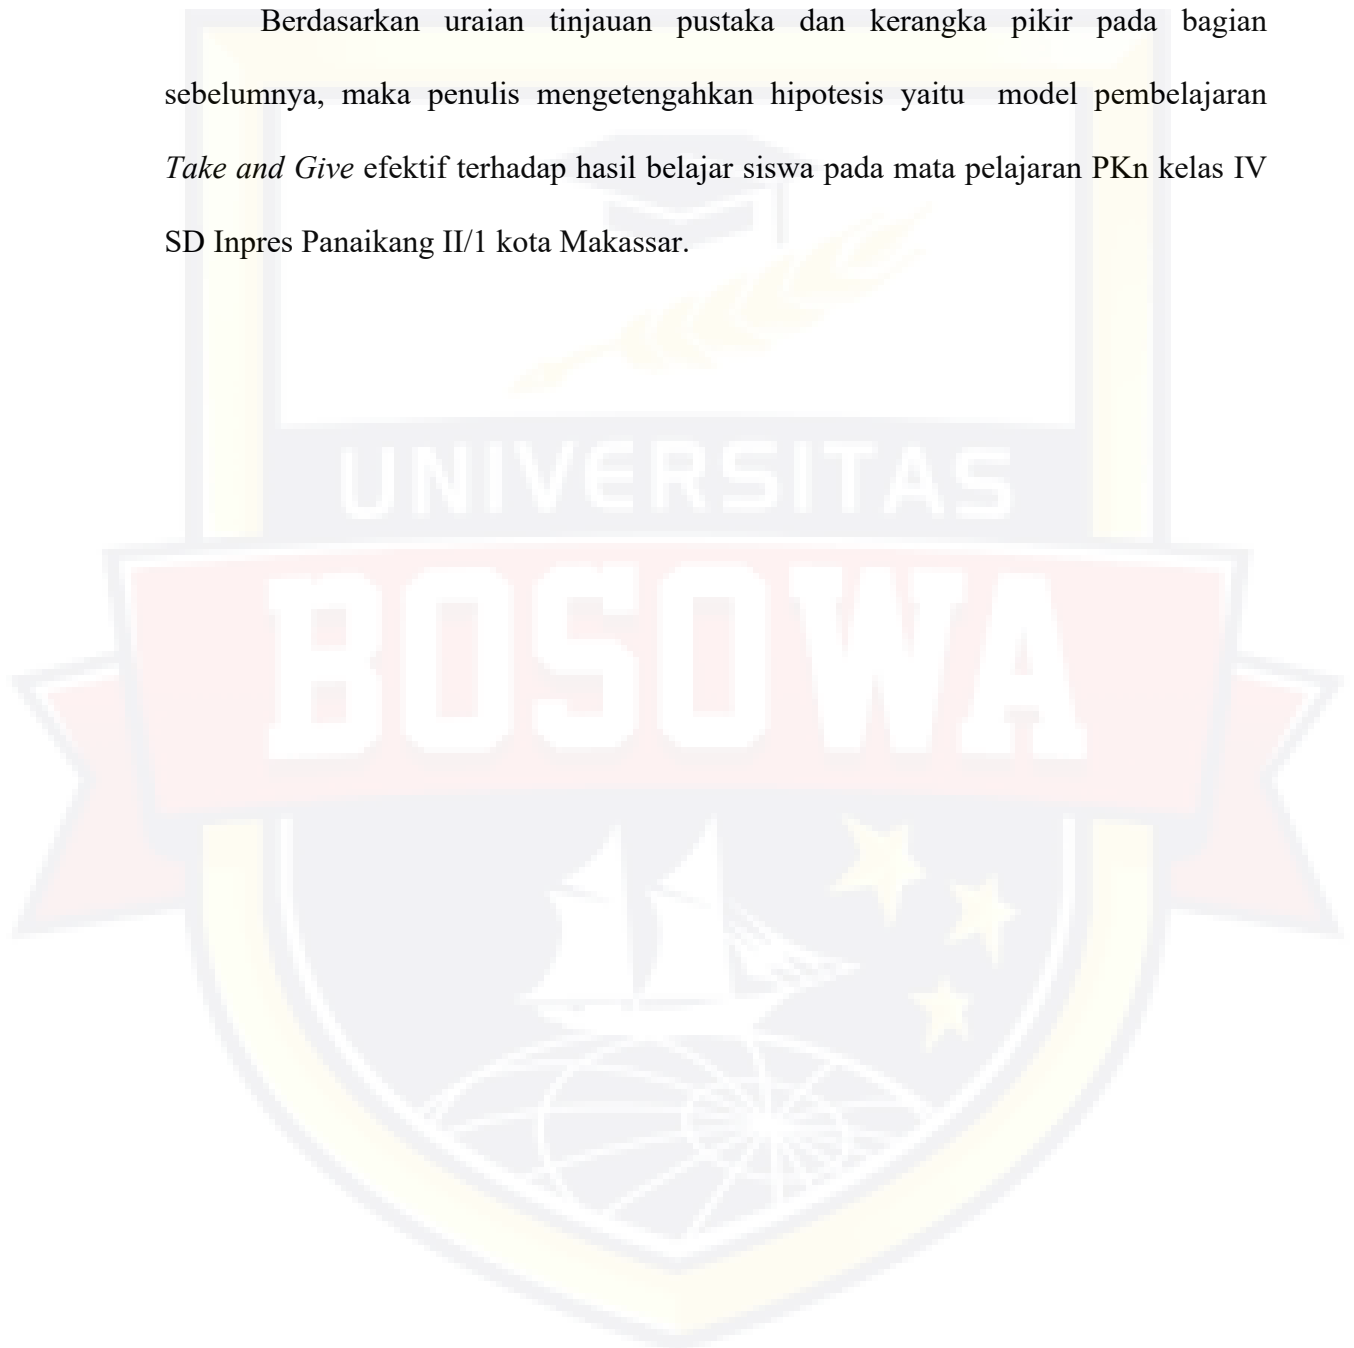 Berdasarkan uraian tinjauan pustaka dan kerangka pikir pada bagian
sebelumnya, maka penulis mengetengahkan hipotesis yaitu model pembelajaran
Take and Give efektif terhadap hasil belajar siswa pada mata pelajaran PKn kelas IV
SD Inpres Panaikang II/1 kota Makassar.
UNIVERSITAS
BOSOWA